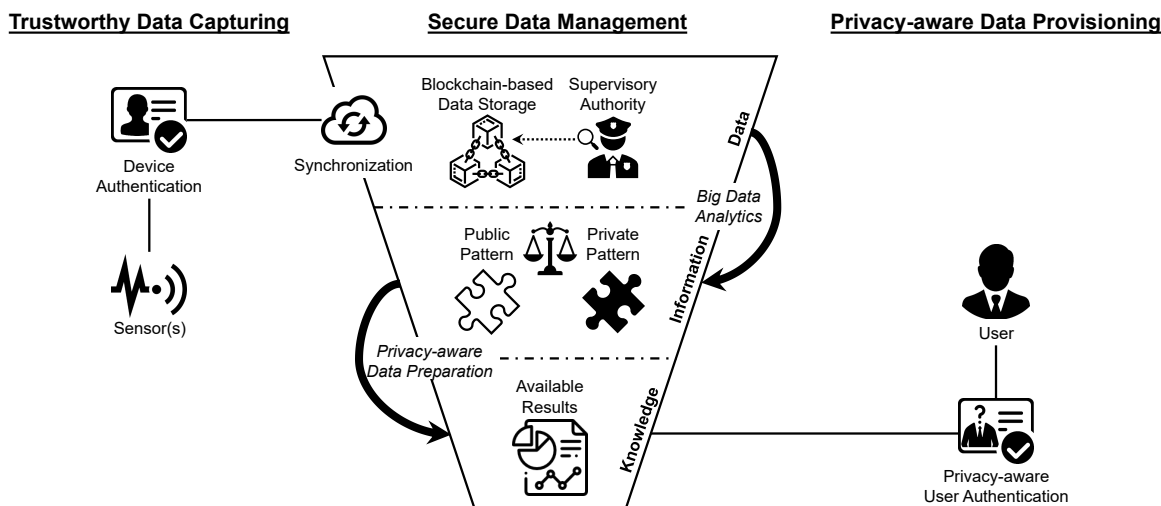 Trustworthy Data Capturing
Secure Data Management
Privacy-aware Data Provisioning
Device
Authentication
Sensor(s)
Synchronization
Blockchain-based
Data Storage
Supervisory
Authority
Data
Big Data
Analytics
Public
Pattern
Private
Pattern
Information
Privacy-aware
Data Preparation
Available
Results
Knowledge
User
?
Privacy-aware
User Authentication